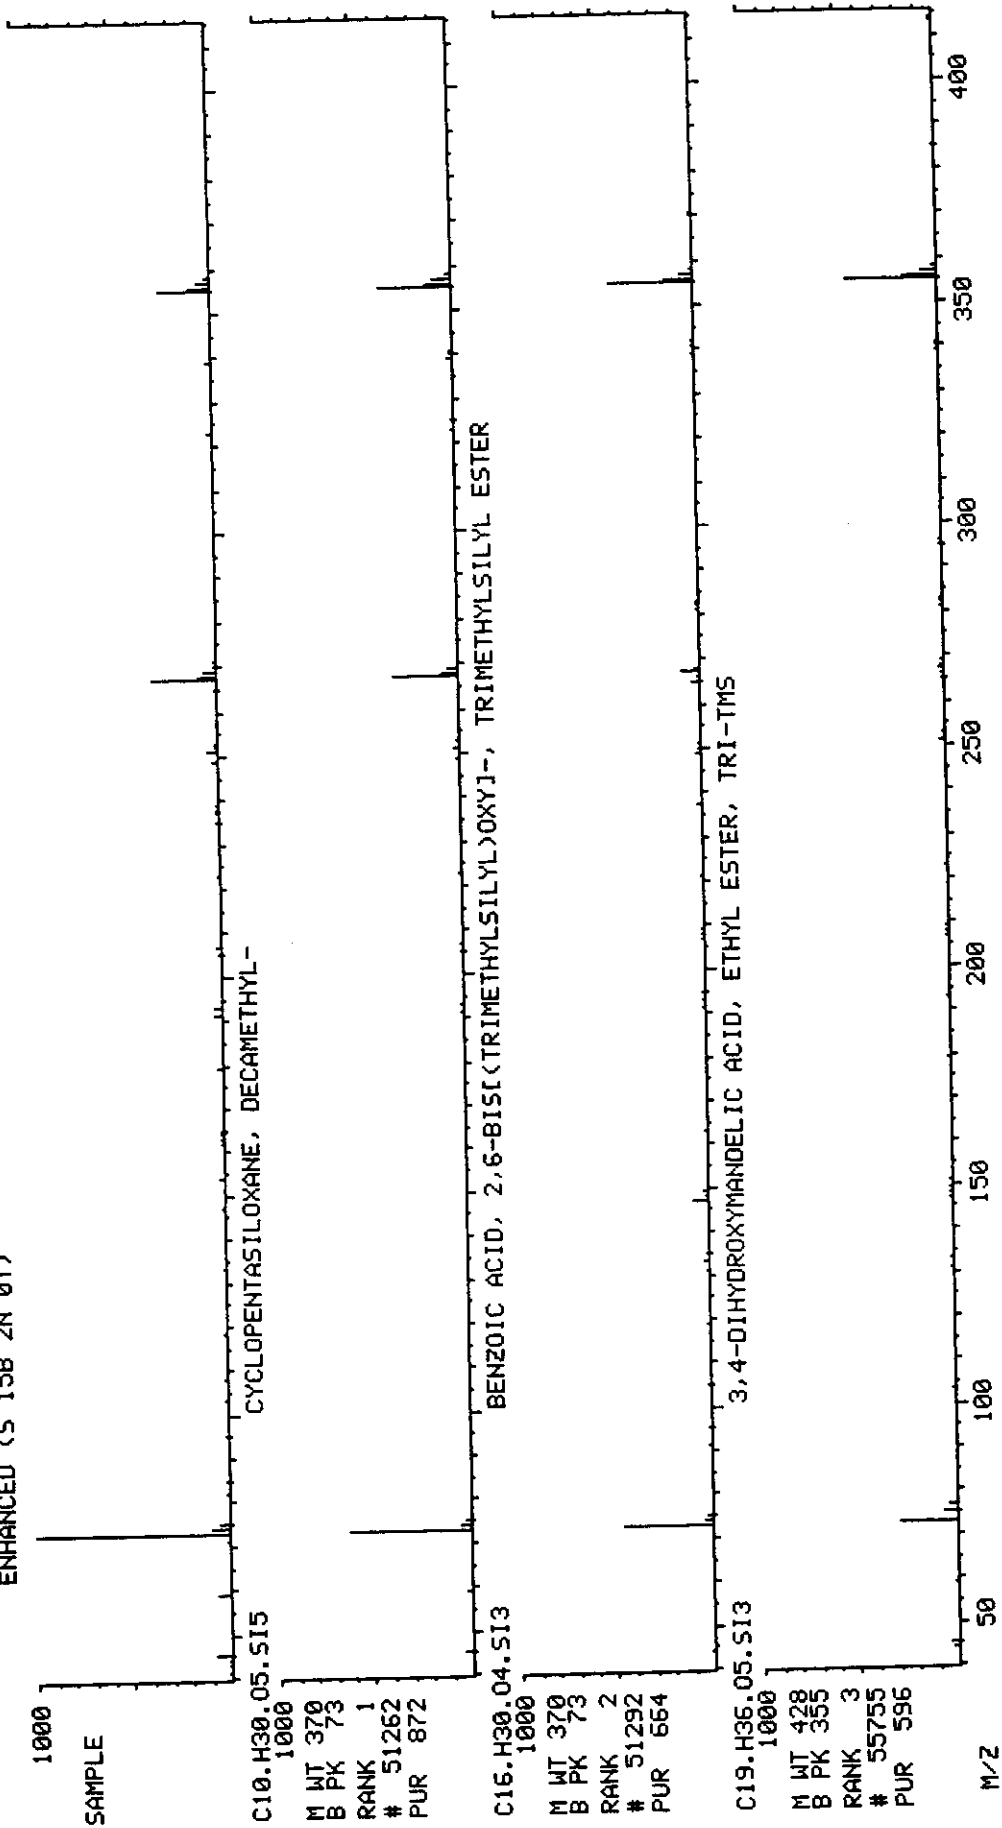 ENHANCED (S 15B 2N 0T)
1000
SAMPLE
CYCLOPENTASILOXANE, DECAMETHYL-
C10.H30.O5.SI5
1000
M WT 370
B PK 73
RANK 1
# 51262
PUR 872
BENZOIC ACID, 2,6-BIS[(TRIMETHYLSILYL)OXY]-, TRIMETHYLSILYL ESTER
C16.H30.O4.SI3
1000
M WT 370
B PK 73
RANK 2
# 51292
PUR 664
3,4-DIHYDROXYMANDELIC ACID, ETHYL ESTER, TRI-TMS
C19.H36.O5.SI3
1000
M WT 428
B PK 355
RANK 3
# 55755
PUR 596
M/Z 50 100 150 200 250 300 350 400